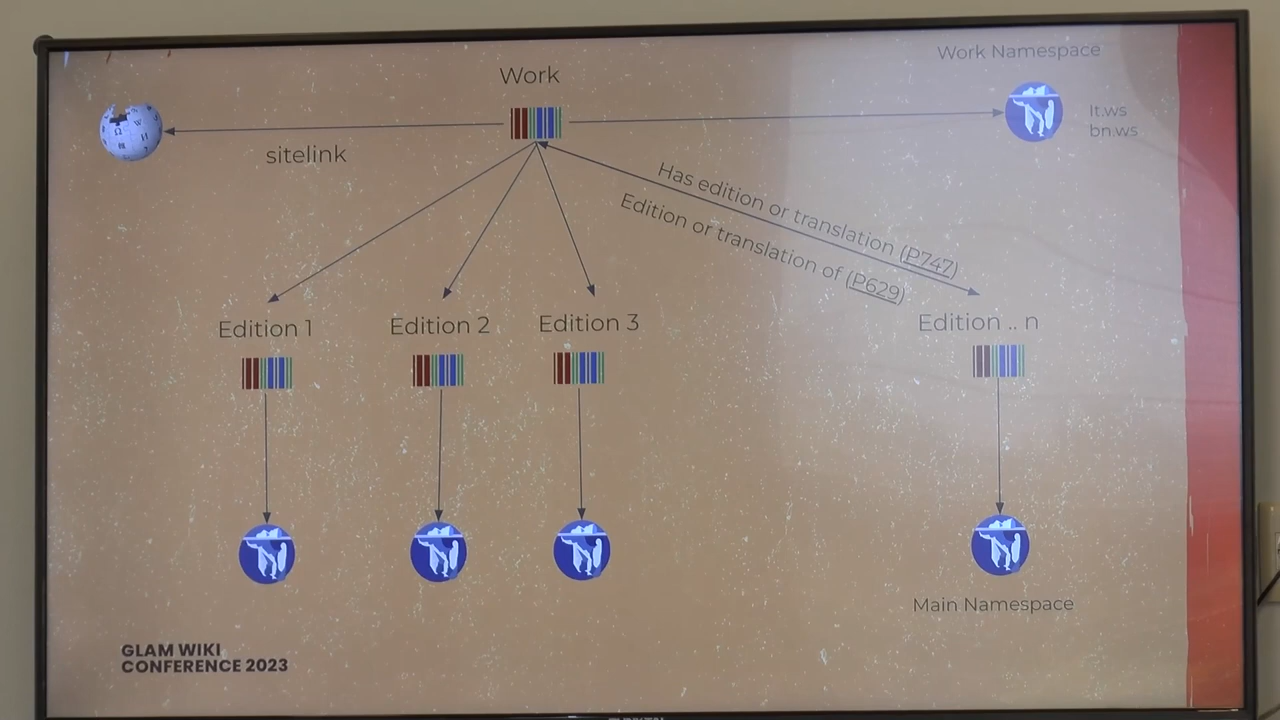 Work Namespace
Work
lt.ws
bn.ws
sitelink
Has edition or translation (P747)
Edition or translation of (P629)
Edition 1
Edition 2
Edition 3
Edition .. n
Main Namespace
GLAM WIKI
CONFERENCE 2023